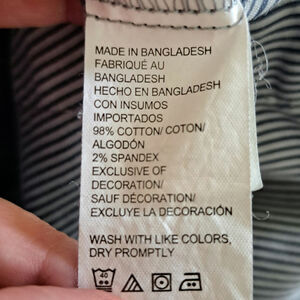 MADE IN BANGLADESH
FABRIQUÉ AU
BANGLADESH
HECHO EN BANGLADESH
CON INSUMOS
IMPORTADOS
98% COTTON/ COTON/
ALGODÓN
2% SPANDEX
EXCLUSIVE OF
DECORATION/
SAUF DÉCORATION/
EXCLUYE LA DECORACIÓN
WASH WITH LIKE COLORS,
DRY PROMPTLY
40